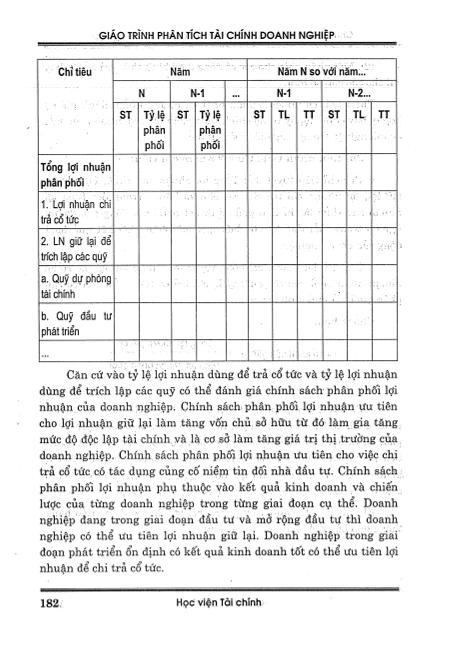 GIÁO TRÌNH PHÂN TÍCH TÀI CHÍNH DOANH NGHIỆP
Chỉ tiêu Năm Năm N so với năm...
N N-1 ... N-1 N-2...
ST Tỷ lệ phân phối ST Tỷ lệ phân phối ST TL TT ST TL TT
Tổng lợi nhuận
phân phối
1. Lợi nhuận chi
trả cổ tức
2. LN giữ lại để
trích lập các quỹ
a. Quỹ dự phòng
tài chính
b. Quỹ đầu tư
phát triển
...
Căn cứ vào tỷ lệ lợi nhuận dùng để trả cổ tức và tỷ lệ lợi nhuận
dùng để trích lập các quỹ có thể đánh giá chính sách phân phối lợi
nhuận của doanh nghiệp. Chính sách phân phối lợi nhuận ưu tiên
cho lợi nhuận giữ lại làm tăng vốn chủ sở hữu từ đó làm gia tăng
mức độ độc lập tài chính và là cơ sở làm tăng giá trị thị trường của
doanh nghiệp. Chính sách phân phối lợi nhuận ưu tiên cho việc chi
trả cổ tức có tác dụng củng cố niềm tin đối nhà đầu tư. Chính sách
phân phối lợi nhuận phụ thuộc vào kết quả kinh doanh và chiến
lược của từng doanh nghiệp trong từng giai đoạn cụ thể. Doanh
nghiệp đang trong giai đoạn đầu tư và mở rộng đầu tư thì doanh
nghiệp có thể ưu tiên lợi nhuận giữ lại. Doanh nghiệp trong giai
đoạn phát triển ổn định có kết quả kinh doanh tốt có thể ưu tiên lợi
nhuận để chi trả cổ tức.
182 Học viện Tài chính